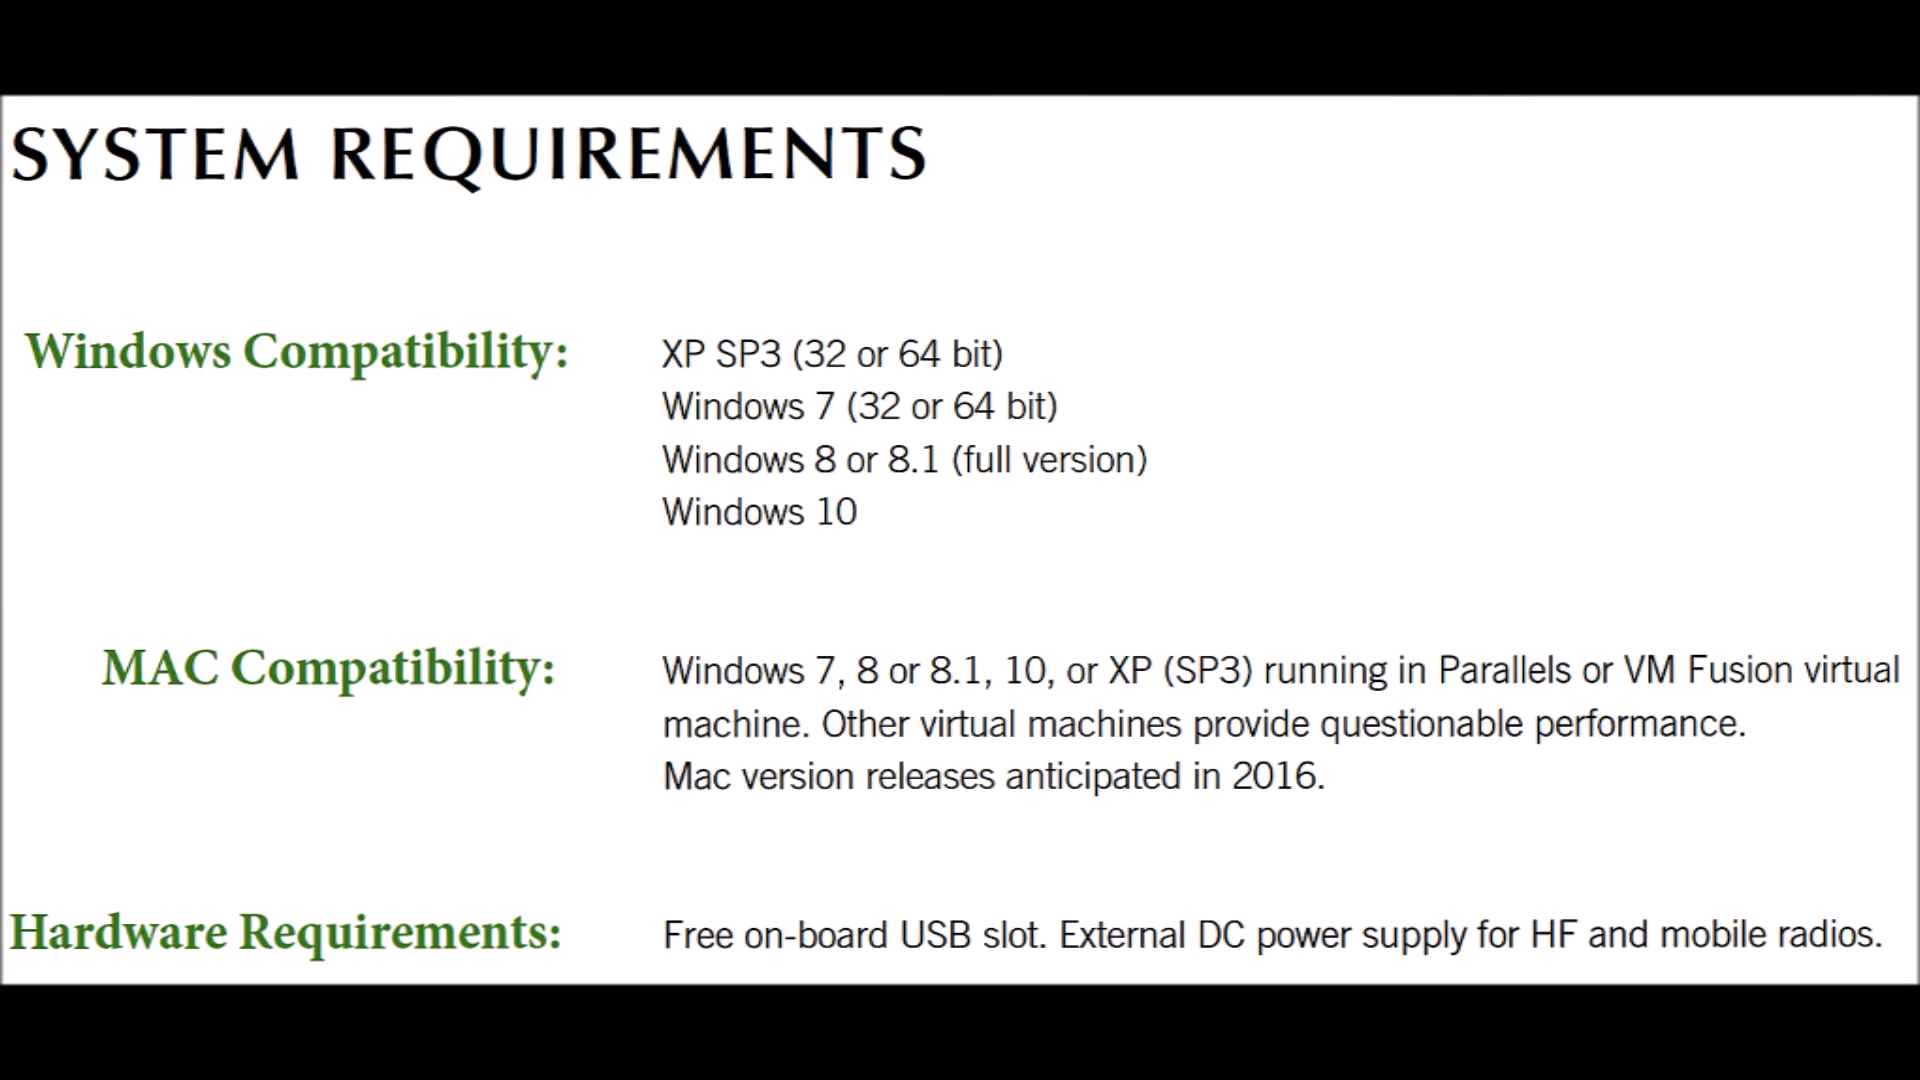 SYSTEM REQUIREMENTS
Windows Compatibility: XP SP3 (32 or 64 bit)
Windows 7 (32 or 64 bit)
Windows 8 or 8.1 (full version)
Windows 10
MAC Compatibility: Windows 7, 8 or 8.1, 10, or XP (SP3) running in Parallels or VM Fusion virtual
machine. Other virtual machines provide questionable performance.
Mac version releases anticipated in 2016.
Hardware Requirements: Free on-board USB slot. External DC power supply for HF and mobile radios.